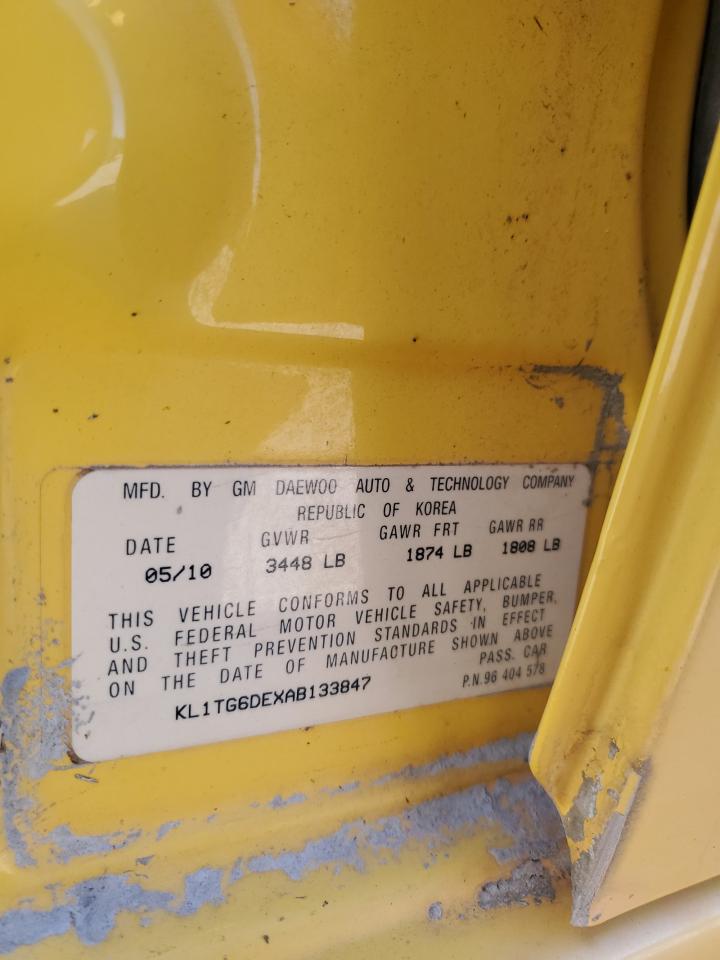 MFD. BY GM DAEWOO AUTO & TECHNOLOGY COMPANY
REPUBLIC OF KOREA
DATE GVWR GAWR FRT GAWR RR
05/10 3448 LB 1874 LB 1808 LB
THIS VEHICLE CONFORMS TO ALL APPLICABLE
U.S. FEDERAL MOTOR VEHICLE SAFETY, BUMPER,
AND THEFT PREVENTION STANDARDS IN EFFECT
ON THE DATE OF MANUFACTURE SHOWN ABOVE
PASS. CAR
KL1TG6DEXAB133847
P.N.96 404 578